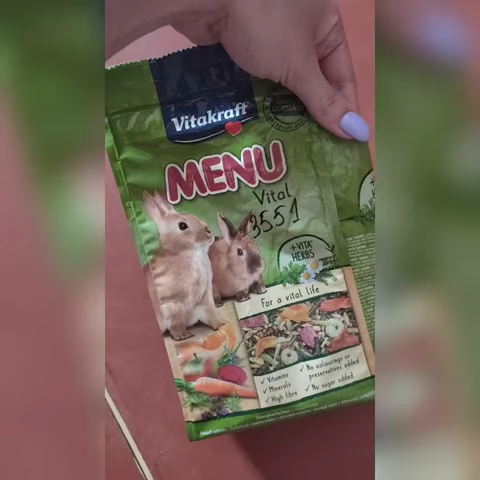 Vitakraft
MENU
Vital
3551
+VITA
HERBS
For a vital life
✓ Vitamins
✓ Minerals
✓ High fibre
✓ No colourings or
preservatives added
✓ No sugar added